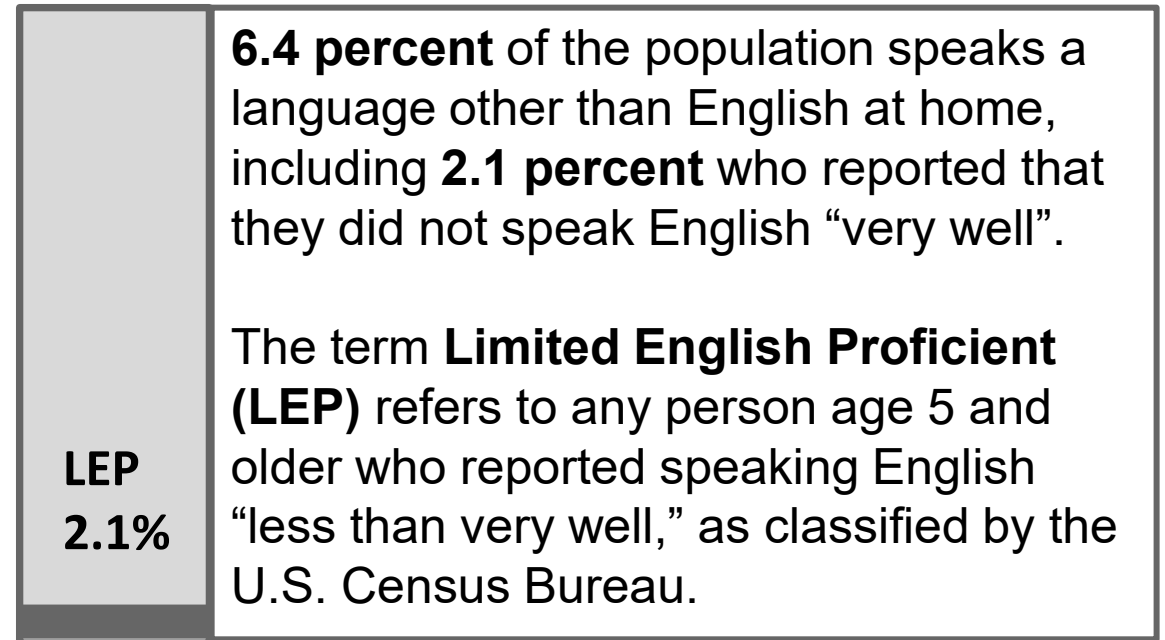 6.4 percent of the population speaks a
language other than English at home,
including 2.1 percent who reported that
they did not speak English “very well”.
The term Limited English Proficient
(LEP) refers to any person age 5 and
older who reported speaking English
“less than very well,” as classified by the
U.S. Census Bureau.
LEP
2.1%